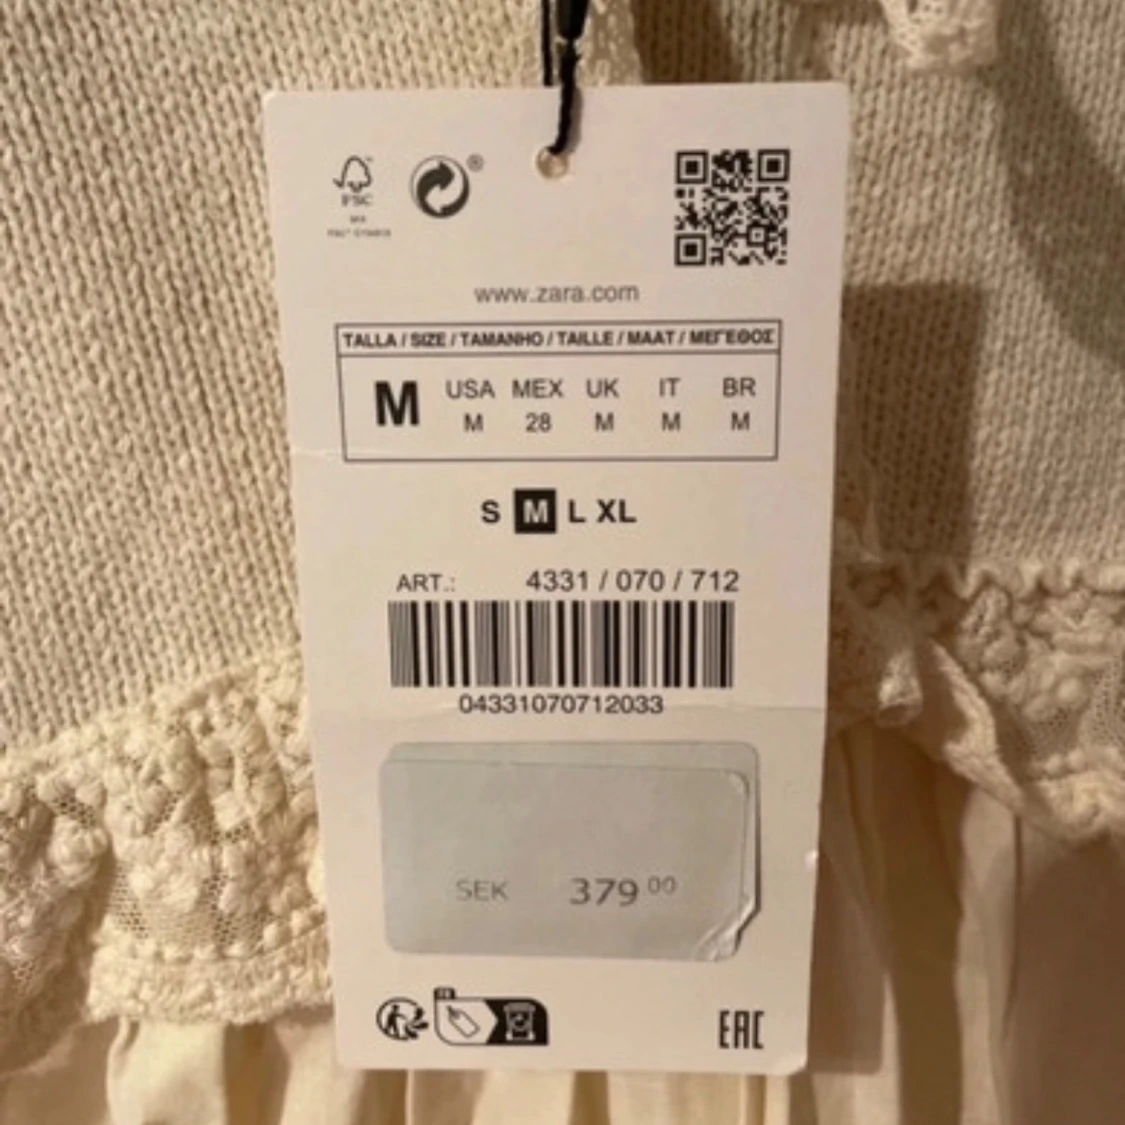 FSC
®
www.zara.com
TALLA / SIZE / TAMANHO / TAILLE / MAAT / ΜΕΓΕΘΟΣ
M USA MEX UK IT BR
M 28 M M M
S M L XL
ART.: 4331 / 070 / 712
04331070712033
SEK 379 00
FR
EAC